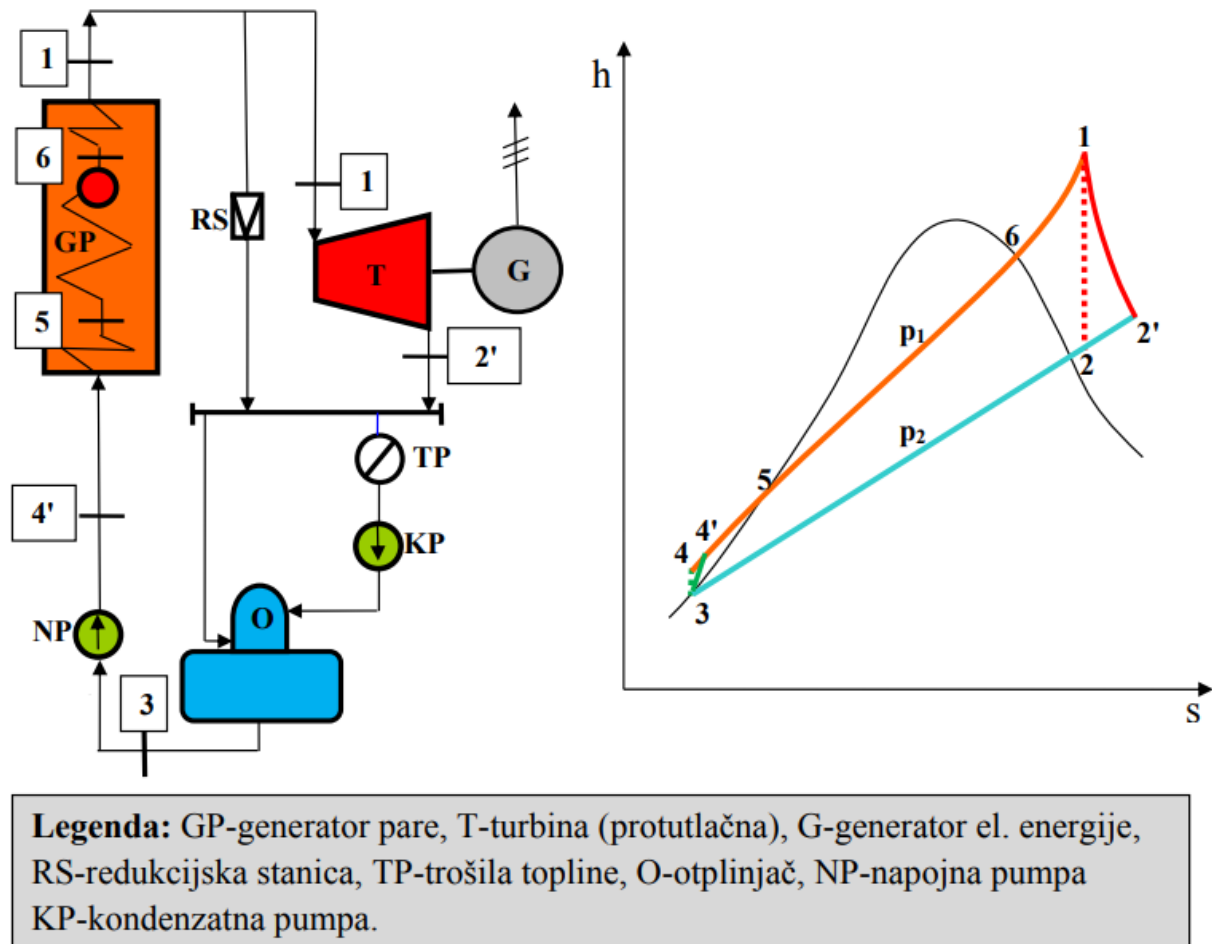 1
6
GP
5
4'
NP
3
RS
1
T
G
2'
TP
KP
O
h
1
6
p₁
2'
2
p₂
5
4'
4
3
s
Legenda: GP-generator pare, T-turbina (protutlačna), G-generator el. energije,
RS-redukcijska stanica, TP-trošila topline, O-otplinjač, NP-napojna pumpa
KP-kondenzatna pumpa.